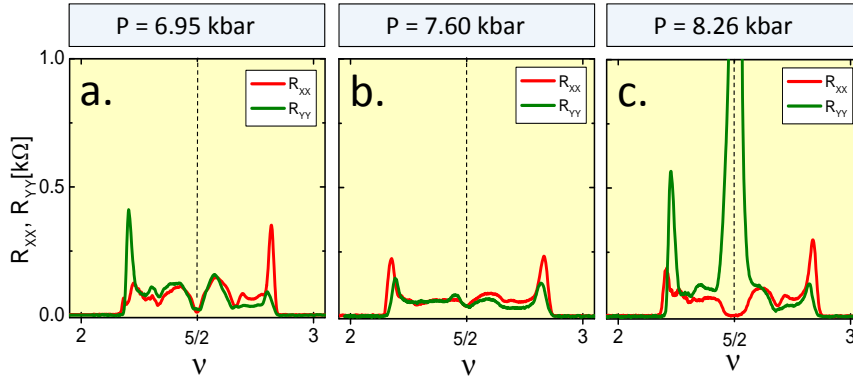 P = 6.95 kbar
P = 7.60 kbar
P = 8.26 kbar
R_XX, R_YY[kΩ]
1.0
0.5
0.0
a.
R_XX
R_YY
2
5/2
3
ν
b.
R_XX
R_YY
2
5/2
3
ν
c.
R_XX
R_YY
2
5/2
3
ν